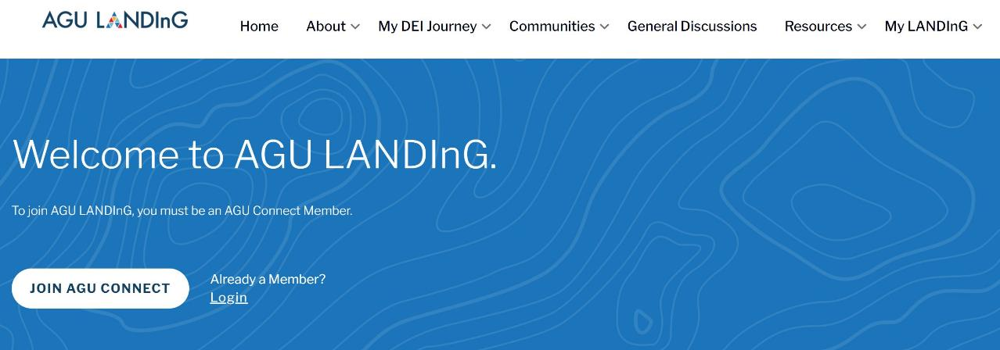 AGU LANDInG
Home About My DEI Journey Communities General Discussions Resources My LANDInG
Welcome to AGU LANDInG.
To join AGU LANDInG, you must be an AGU Connect Member.
JOIN AGU CONNECT
Already a Member?
Login